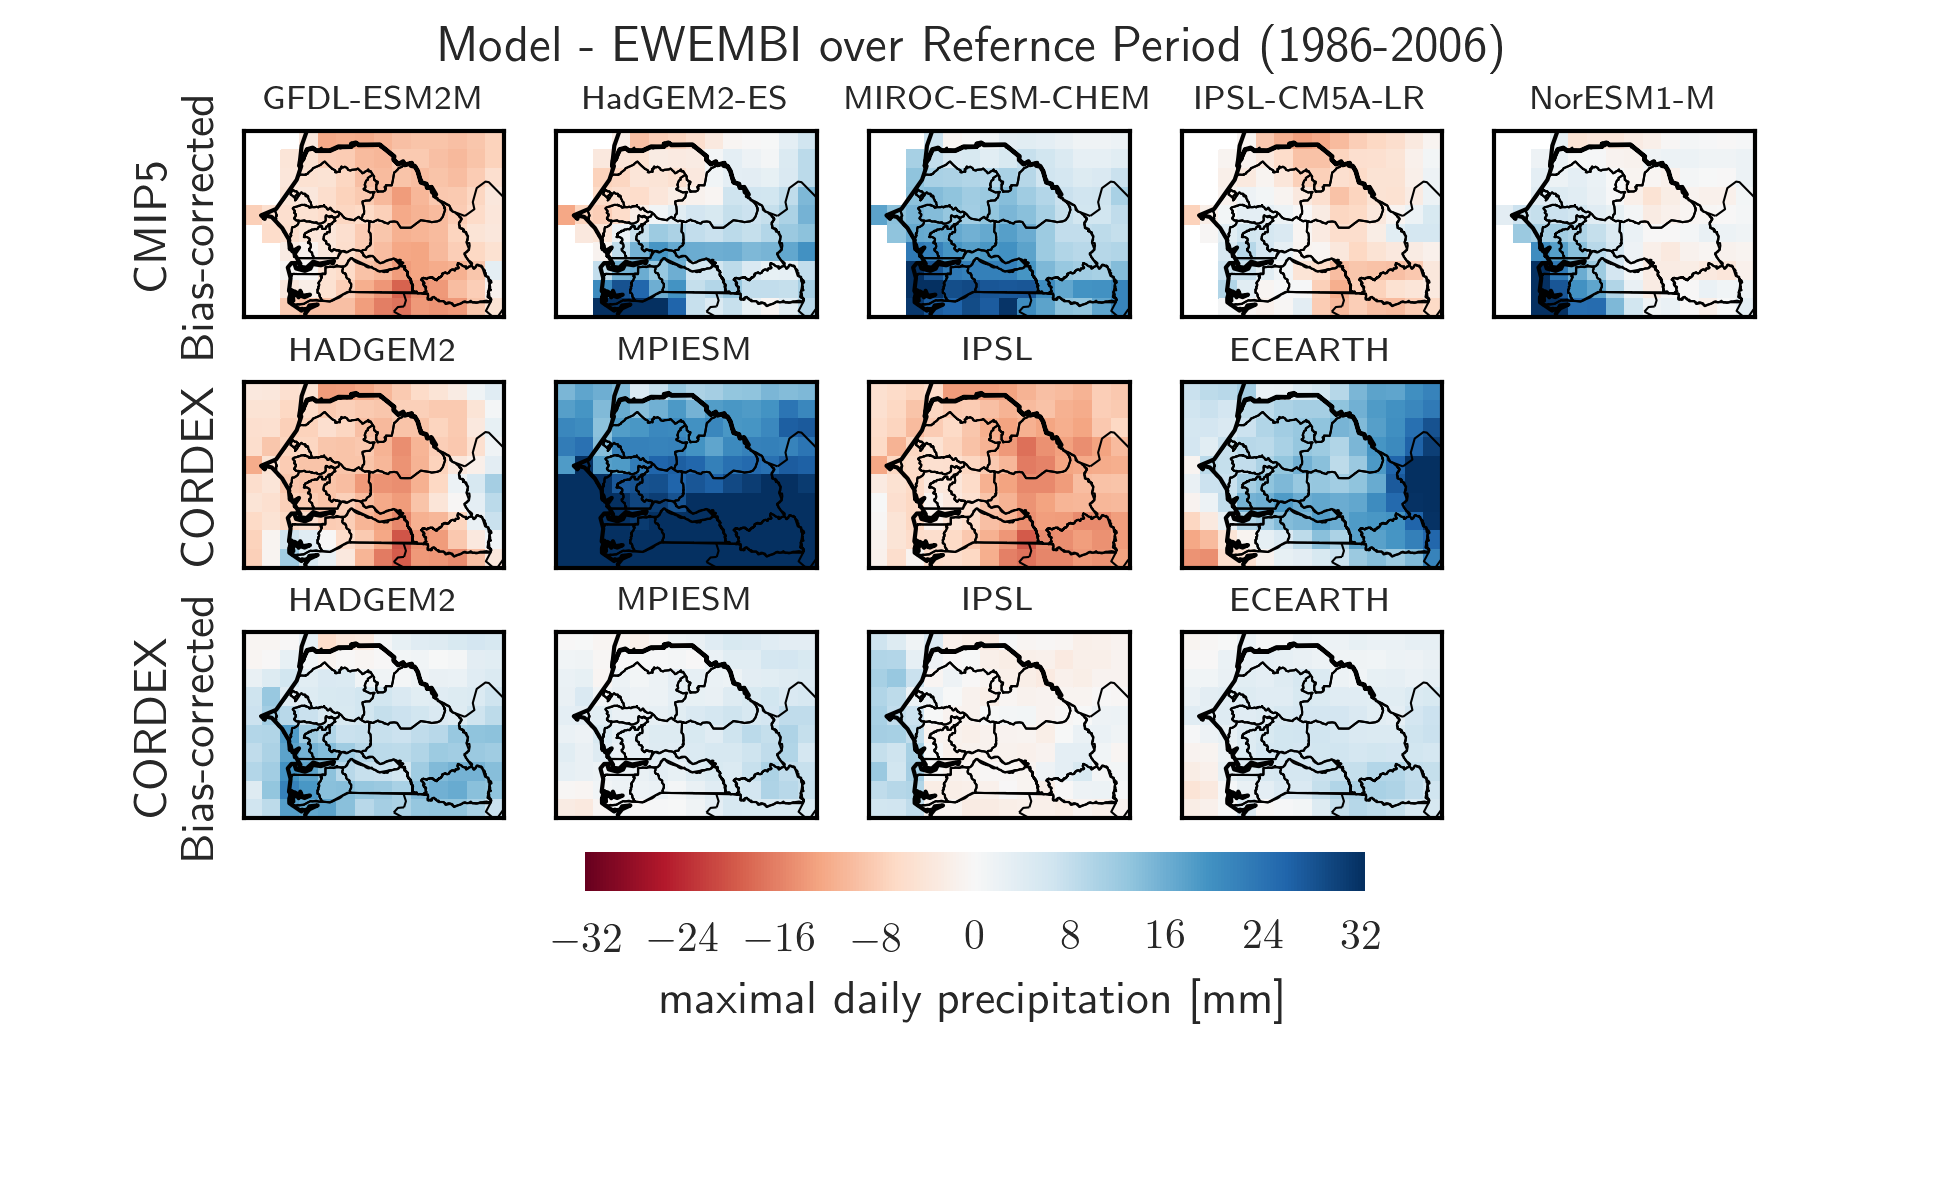 Model - EWEMBI over Refernce Period (1986-2006)
CMIP5
Bias-corrected
GFDL-ESM2M
HadGEM2-ES
MIROC-ESM-CHEM
IPSL-CM5A-LR
NorESM1-M
CORDEX
HADGEM2
MPIESM
IPSL
ECEARTH
CORDEX
Bias-corrected
HADGEM2
MPIESM
IPSL
ECEARTH
−32 −24 −16 −8 0 8 16 24 32
maximal daily precipitation [mm]